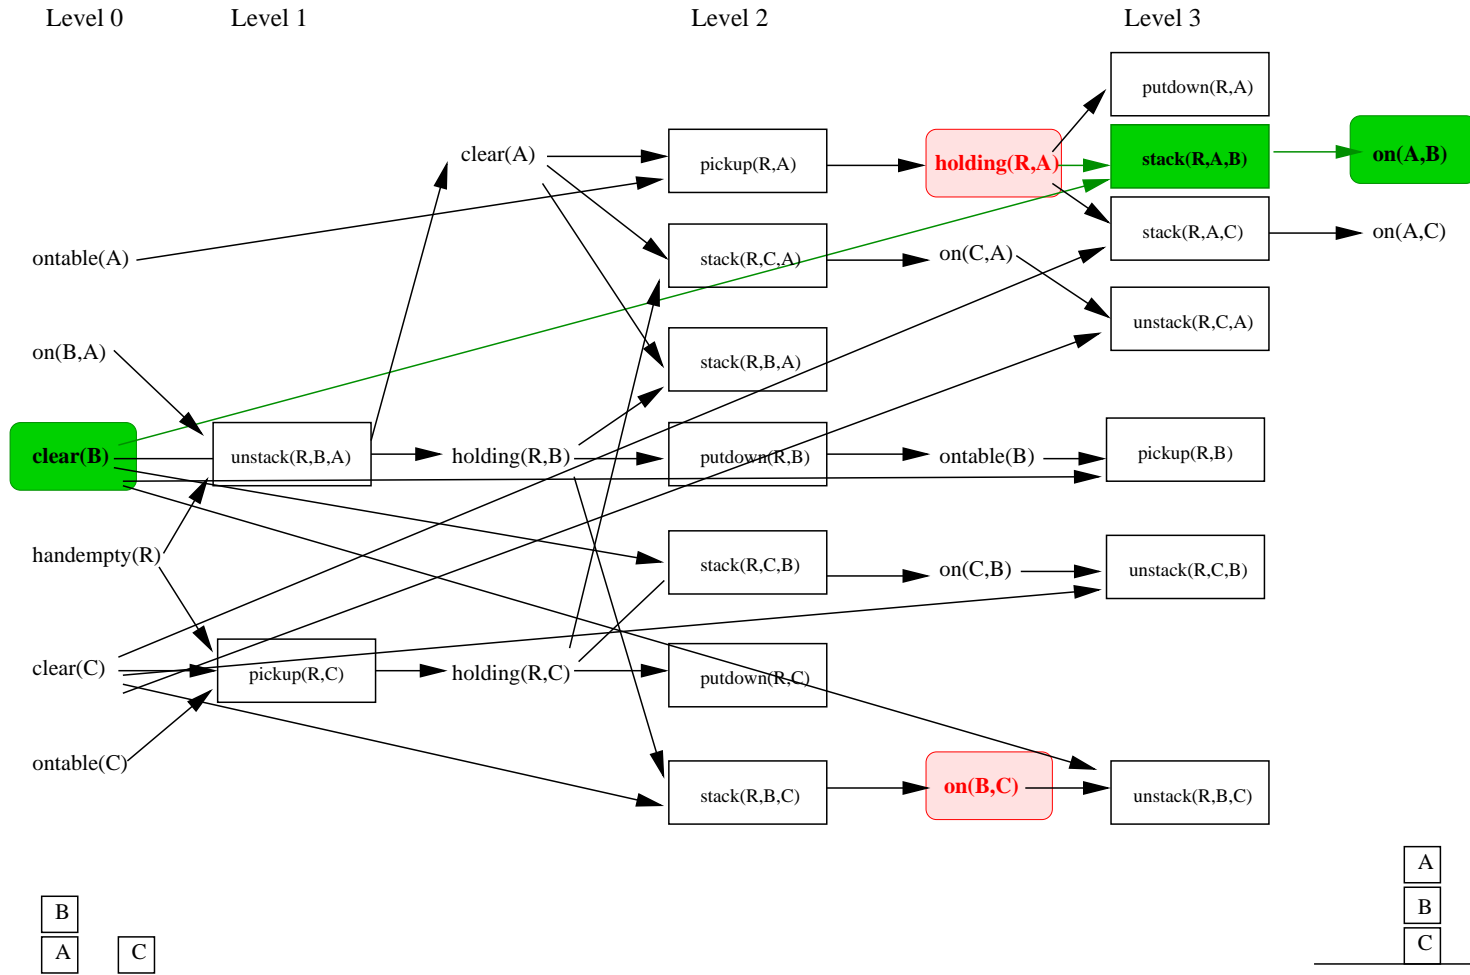 Level 0
Level 1
Level 2
Level 3
putdown(R,A)
clear(A)
pickup(R,A)
holding(R,A)
stack(R,A,B)
on(A,B)
ontable(A)
stack(R,C,A)
on(C,A)
stack(R,A,C)
on(A,C)
on(B,A)
stack(R,B,A)
unstack(R,C,A)
clear(B)
unstack(R,B,A)
holding(R,B)
putdown(R,B)
ontable(B)
pickup(R,B)
handempty(R)
stack(R,C,B)
on(C,B)
unstack(R,C,B)
clear(C)
pickup(R,C)
holding(R,C)
putdown(R,C)
ontable(C)
stack(R,B,C)
on(B,C)
unstack(R,B,C)
B
A
C
A
B
C